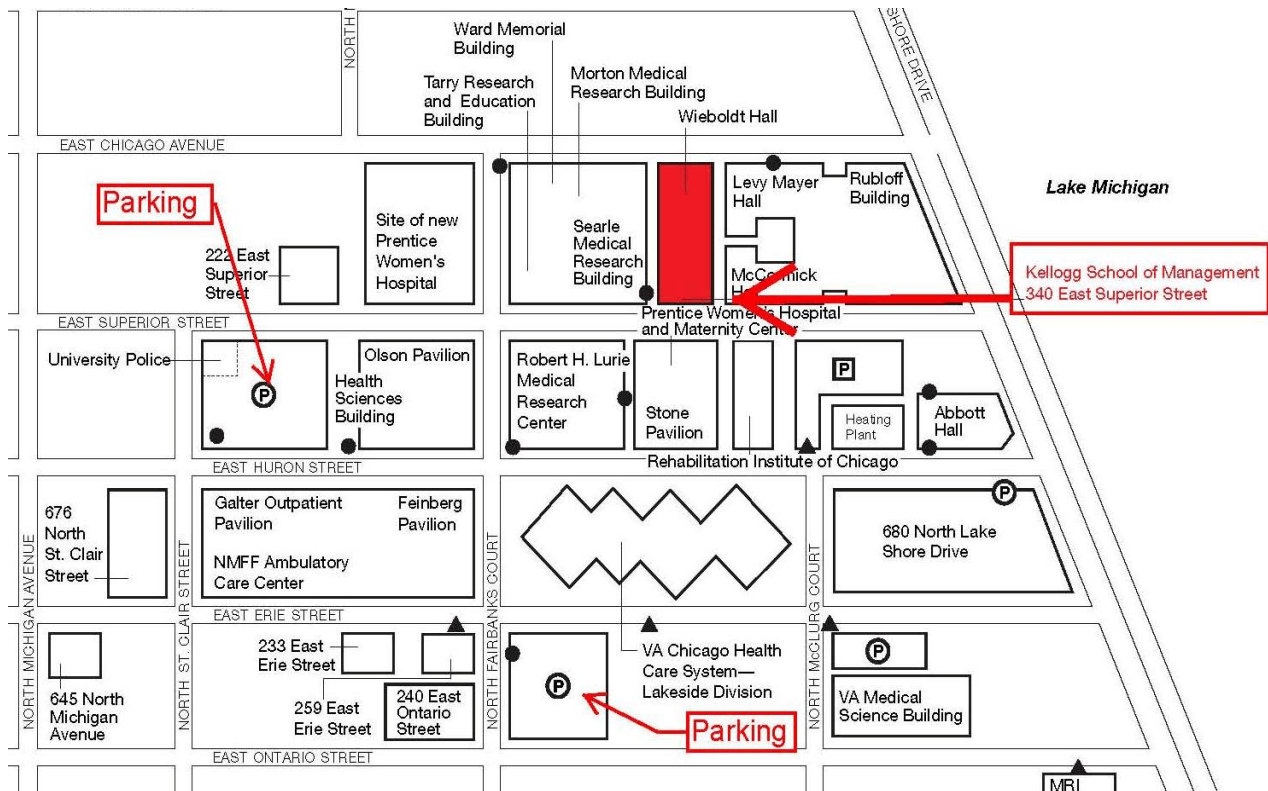 NORTH
SHORE DRIVE
Ward Memorial
Building
Tarry Research
and Education
Building
Morton Medical
Research Building
Wieboldt Hall
EAST CHICAGO AVENUE
Parking
222 East
Superior
Street
Site of new
Prentice
Women's
Hospital
Searle
Medical
Research
Building
Levy Mayer
Hall
Rubloff
Building
McCormick
Lake Michigan
Kellogg School of Management
340 East Superior Street
Prentice Women's Hospital
and Maternity Center
EAST SUPERIOR STREET
University Police
P
Olson Pavilion
Health
Sciences
Building
Robert H. Lurie
Medical
Research
Center
Stone
Pavilion
P
Heating
Plant
Abbott
Hall
Rehabilitation Institute of Chicago
EAST HURON STREET
676
North
St. Clair
Street
Galter Outpatient
Pavilion
Feinberg
Pavilion
NMFF Ambulatory
Care Center
P
680 North Lake
Shore Drive
NORTH MICHIGAN AVENUE
NORTH ST. CLAIR STREET
NORTH FAIRBANKS COURT
NORTH McCLURG COURT
EAST ERIE STREET
645 North
Michigan
Avenue
233 East
Erie Street
259 East
Erie Street
240 East
Ontario
Street
P
VA Chicago Health
Care System—
Lakeside Division
Parking
P
VA Medical
Science Building
EAST ONTARIO STREET
MRI